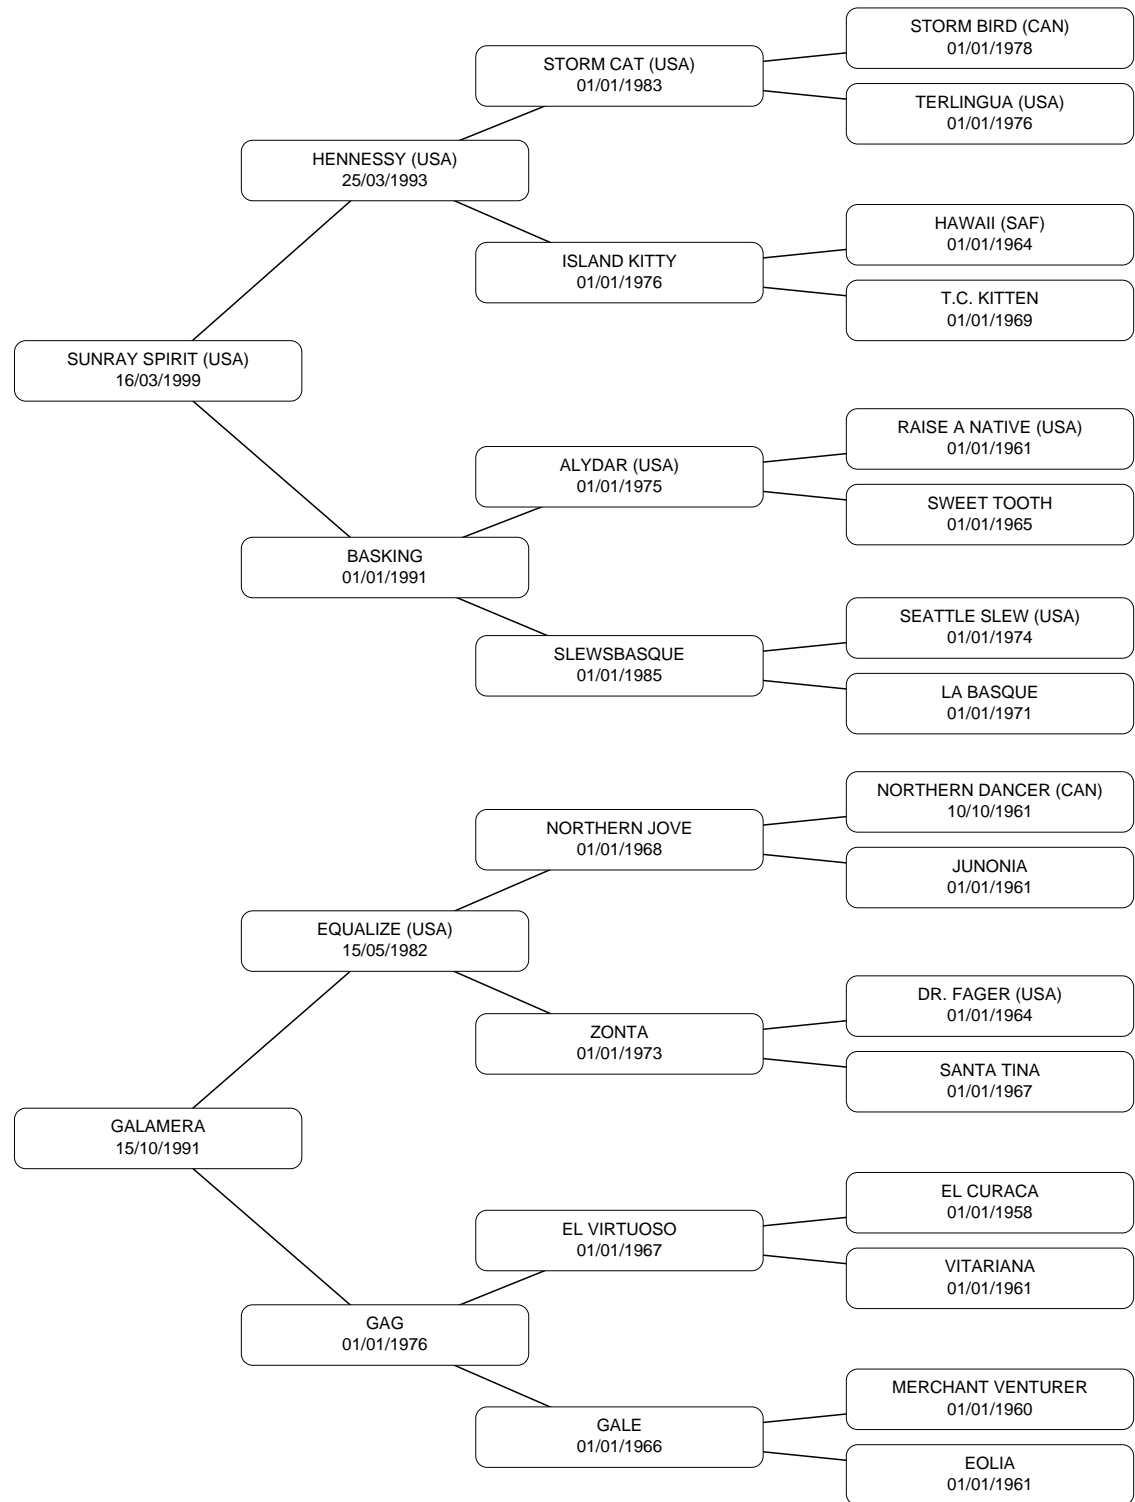 STORM BIRD (CAN)
01/01/1978
STORM CAT (USA)
01/01/1983
TERLINGUA (USA)
01/01/1976
HENNESSY (USA)
25/03/1993
HAWAII (SAF)
01/01/1964
ISLAND KITTY
01/01/1976
T.C. KITTEN
01/01/1969
SUNRAY SPIRIT (USA)
16/03/1999
RAISE A NATIVE (USA)
01/01/1961
ALYDAR (USA)
01/01/1975
SWEET TOOTH
01/01/1965
BASKING
01/01/1991
SEATTLE SLEW (USA)
01/01/1974
SLEWSBASQUE
01/01/1985
LA BASQUE
01/01/1971
NORTHERN DANCER (CAN)
10/10/1961
NORTHERN JOVE
01/01/1968
JUNONIA
01/01/1961
EQUALIZE (USA)
15/05/1982
DR. FAGER (USA)
01/01/1964
ZONTA
01/01/1973
SANTA TINA
01/01/1967
GALAMERA
15/10/1991
EL CURACA
01/01/1958
EL VIRTUOSO
01/01/1967
VITARIANA
01/01/1961
GAG
01/01/1976
MERCHANT VENTURER
01/01/1960
GALE
01/01/1966
EOLIA
01/01/1961